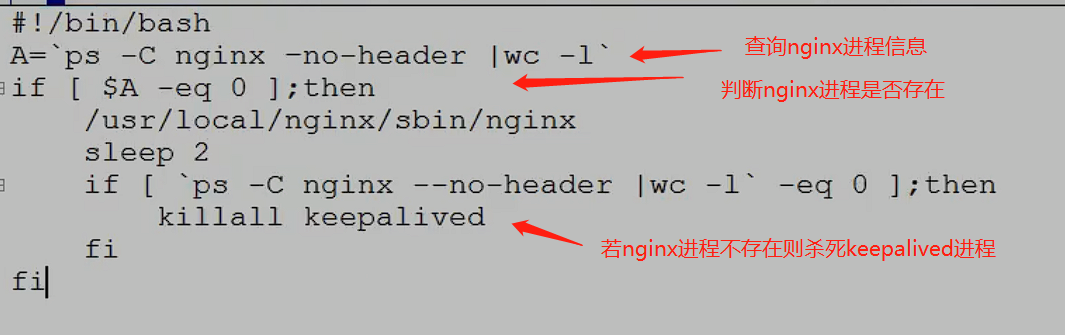 #!/bin/bash
A=`ps -C nginx –no-header |wc -l` 查询nginx进程信息
if [ $A -eq 0 ];then 判断nginx进程是否存在
/usr/local/nginx/sbin/nginx
sleep 2
if [ `ps -C nginx --no-header |wc -l` -eq 0 ];then
killall keepalived
fi 若nginx进程不存在则杀死keepalived进程
fi